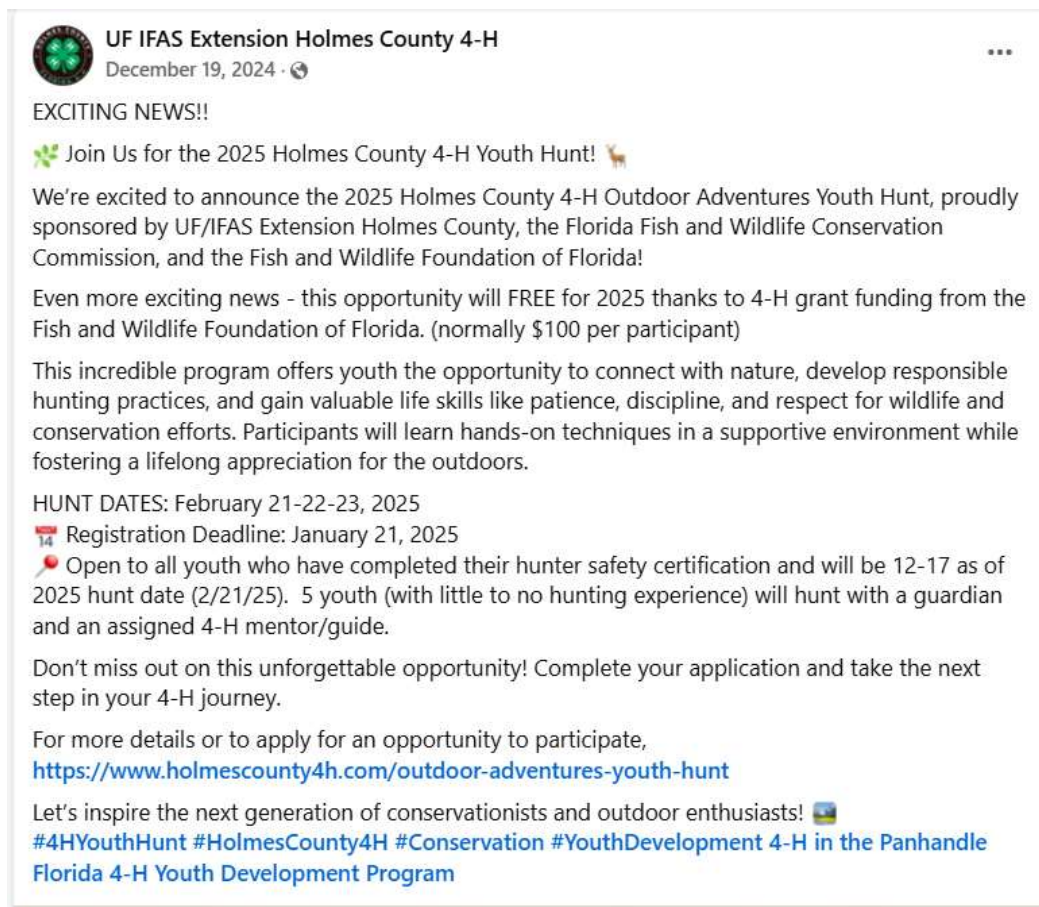 UF IFAS Extension Holmes County 4-H
December 19, 2024 ·
EXCITING NEWS!!
🌿 Join Us for the 2025 Holmes County 4-H Youth Hunt! 🦌
We're excited to announce the 2025 Holmes County 4-H Outdoor Adventures Youth Hunt, proudly
sponsored by UF/IFAS Extension Holmes County, the Florida Fish and Wildlife Conservation
Commission, and the Fish and Wildlife Foundation of Florida!
Even more exciting news - this opportunity will FREE for 2025 thanks to 4-H grant funding from the
Fish and Wildlife Foundation of Florida. (normally $100 per participant)
This incredible program offers youth the opportunity to connect with nature, develop responsible
hunting practices, and gain valuable life skills like patience, discipline, and respect for wildlife and
conservation efforts. Participants will learn hands-on techniques in a supportive environment while
fostering a lifelong appreciation for the outdoors.
HUNT DATES: February 21-22-23, 2025
📅 Registration Deadline: January 21, 2025
📍 Open to all youth who have completed their hunter safety certification and will be 12-17 as of
2025 hunt date (2/21/25). 5 youth (with little to no hunting experience) will hunt with a guardian
and an assigned 4-H mentor/guide.
Don't miss out on this unforgettable opportunity! Complete your application and take the next
step in your 4-H journey.
For more details or to apply for an opportunity to participate,
https://www.holmescounty4h.com/outdoor-adventures-youth-hunt
Let's inspire the next generation of conservationists and outdoor enthusiasts! 🏞️
#4HYouthHunt #HolmesCounty4H #Conservation #YouthDevelopment 4-H in the Panhandle
Florida 4-H Youth Development Program